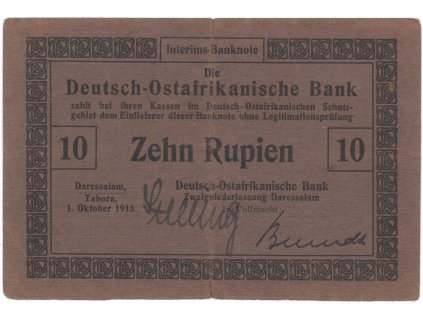 Interims-Banknote
Die
Deutsch-Ostafrikanische Bank
zahlt bei ihren Kassen im Deutsch-Ostafrikanischen Schutz-
gebiet dem Einlieferer dieser Banknote ohne Legitimationsprüfung
10 Zehn Rupien 10
Daressalam, Deutsch-Ostafrikanische Bank
Tabora, Zweigniederlassung Daressalam
1. Oktober 1915 Vollmacht